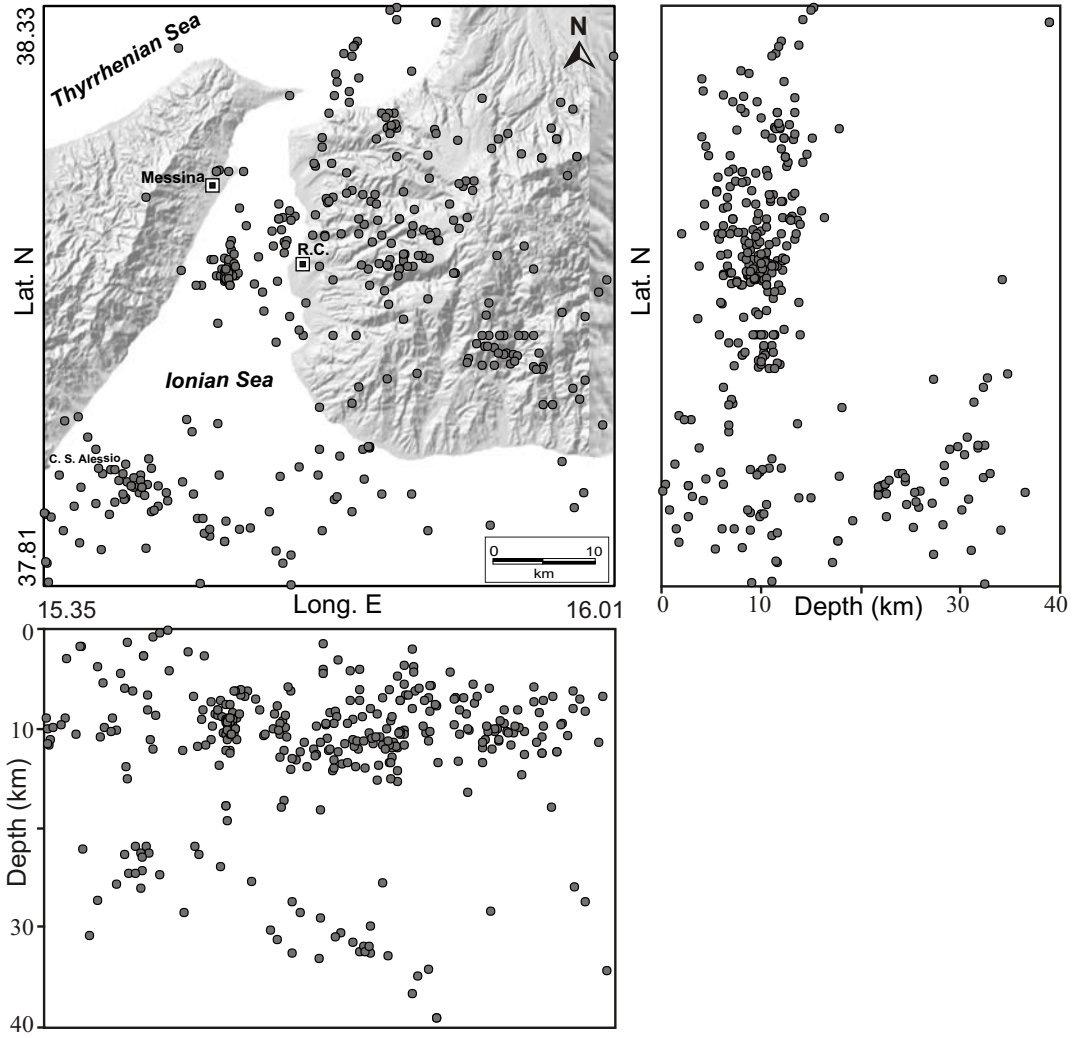 Thyrrhenian Sea
N
38.33
Messina
R.C.
Lat. N
Lat. N
Ionian Sea
C. S. Alessio
37.81
0 10
km
15.35 Long. E 16.01
0 10 Depth (km) 30 40
0
10
Depth (km)
30
40